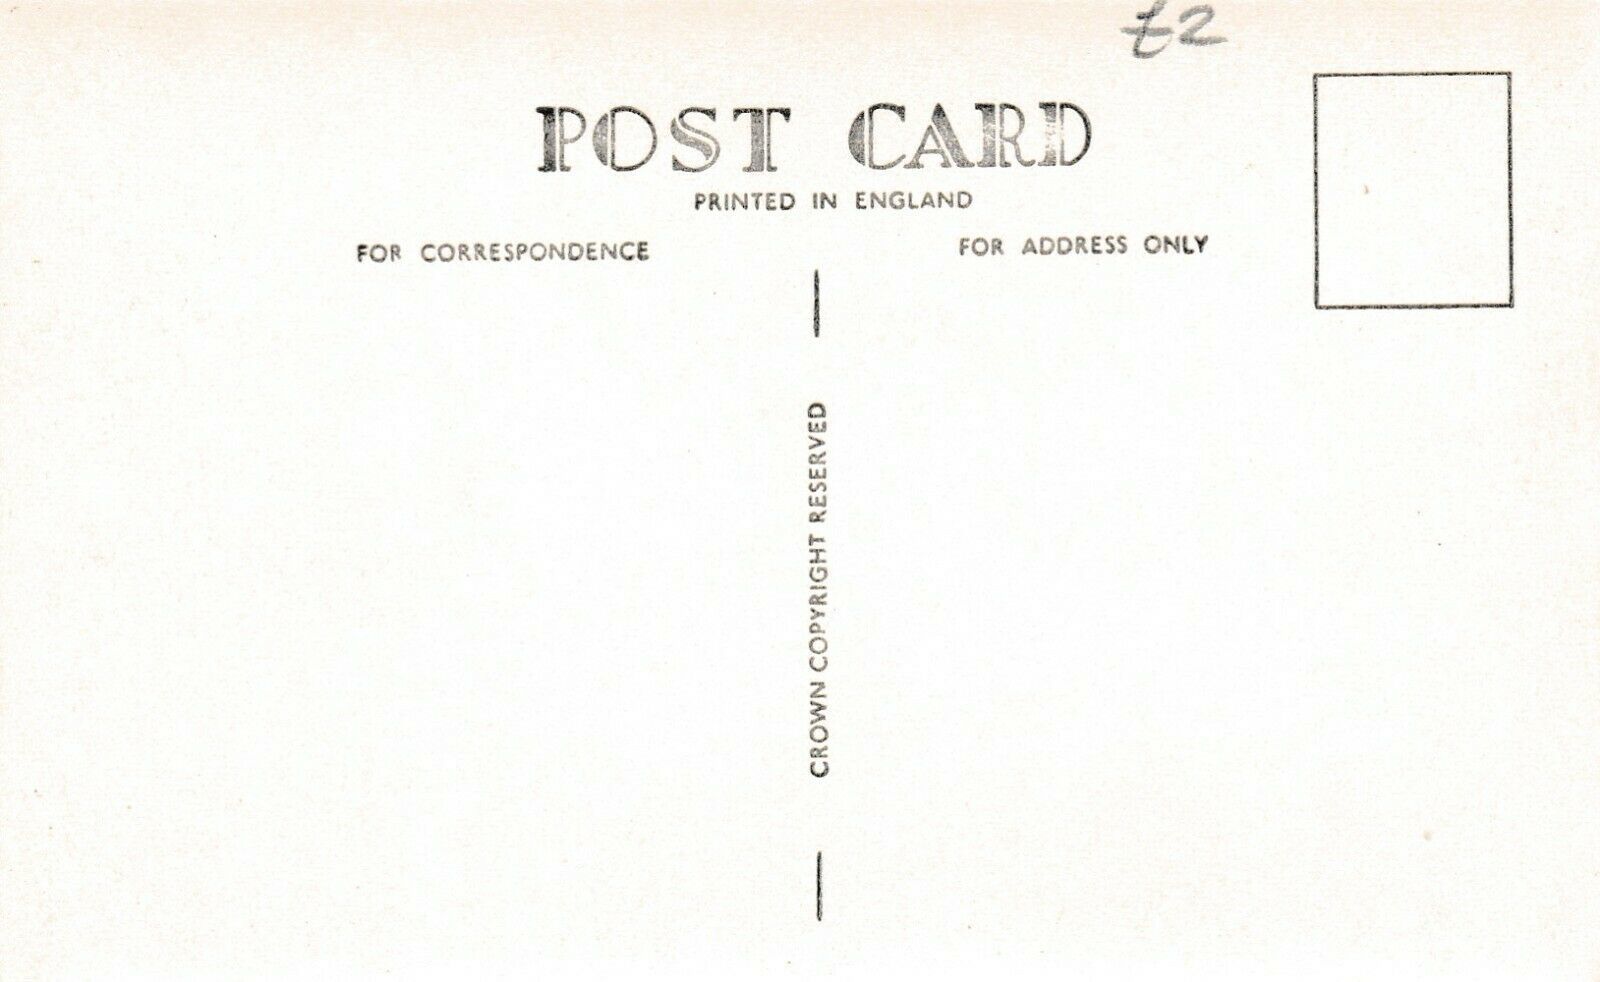 £2
POST CARD
PRINTED IN ENGLAND
FOR CORRESPONDENCE
FOR ADDRESS ONLY
CROWN COPYRIGHT RESERVED